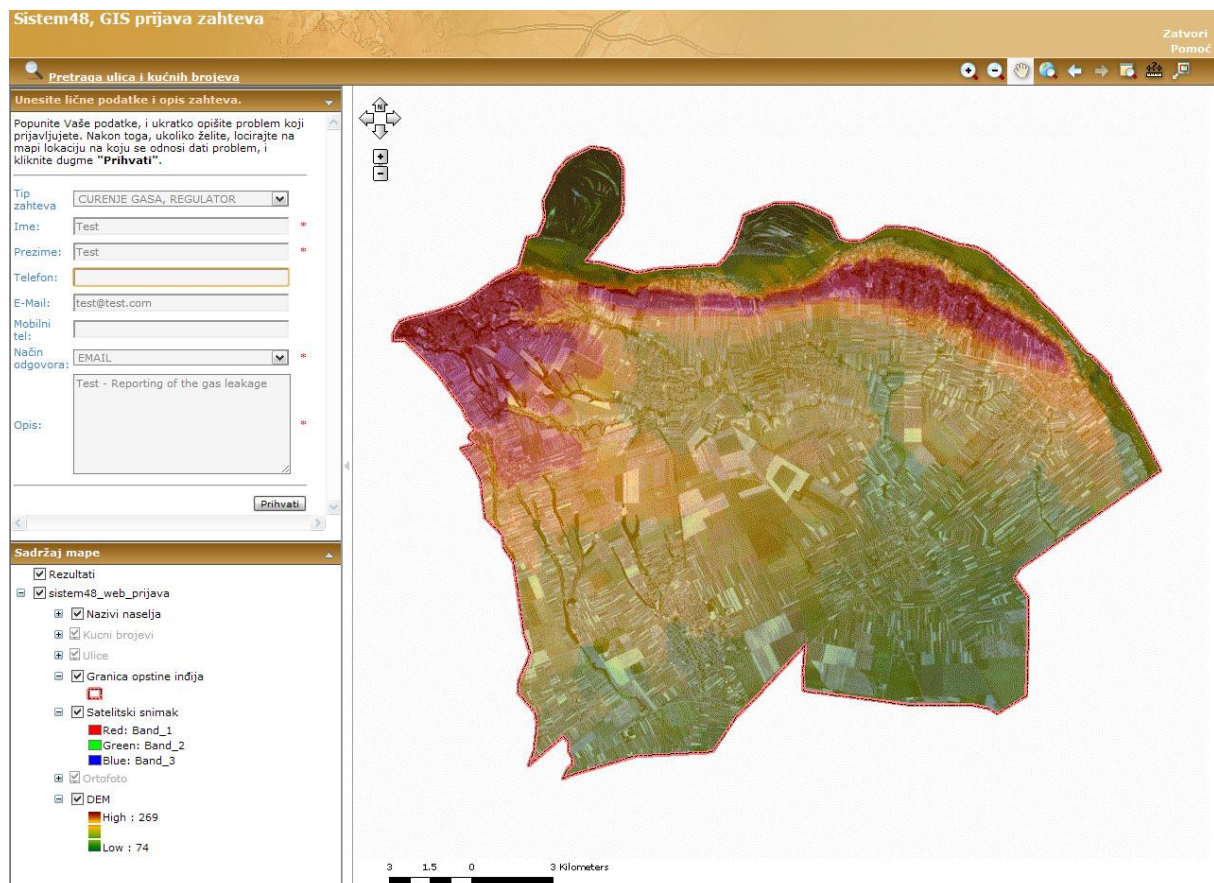 Sistem48, GIS prijava zahteva
Zatvori
Pomoć
Pretraga ulica i kućnih brojeva
Unesite lične podatke i opis zahteva.
Popunite Vaše podatke, i ukratko opišite problem koji
prijavljujete. Nakon toga, ukoliko želite, locirajte na
mapi lokaciju na koju se odnosi dati problem, i
kliknite dugme "Prihvati".
Tip
zahteva
CURENJE GASA, REGULATOR
Ime: Test *
Prezime: Test *
Telefon:
E-Mail: test@test.com
Mobilni
tel:
Način
odgovora:
EMAIL *
Test - Reporting of the gas leakage
Opis: *
Prihvati
Sadržaj mape
Rezultati
sistem48_web_prijava
Nazivi naselja
Kucni brojevi
Ulice
Granica opstine inđija
Satelitski snimak
Red: Band_1
Green: Band_2
Blue: Band_3
Ortofoto
DEM
High : 269
Low : 74
N
3 1.5 0 3 Kilometers